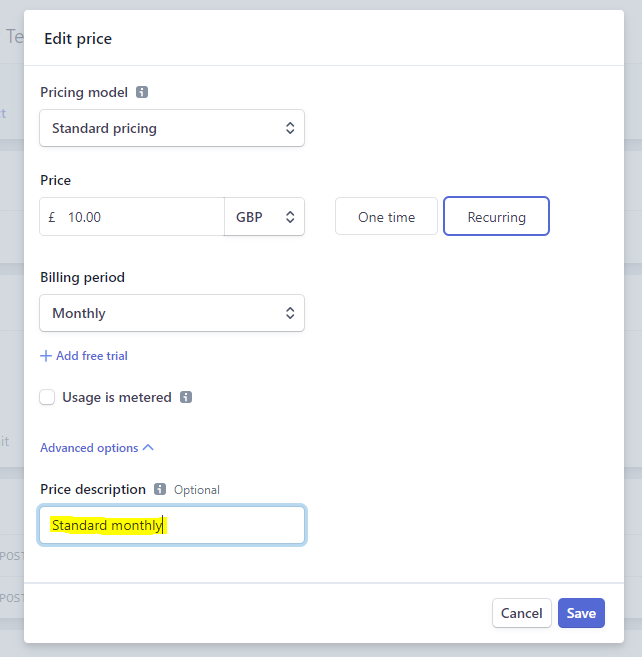 Te
Edit price
Pricing model
Standard pricing
Price
£ 10.00 GBP One time Recurring
Billing period
Monthly
+ Add free trial
Usage is metered
Advanced options
Price description Optional
Standard monthly
it
POST
POST
Cancel Save